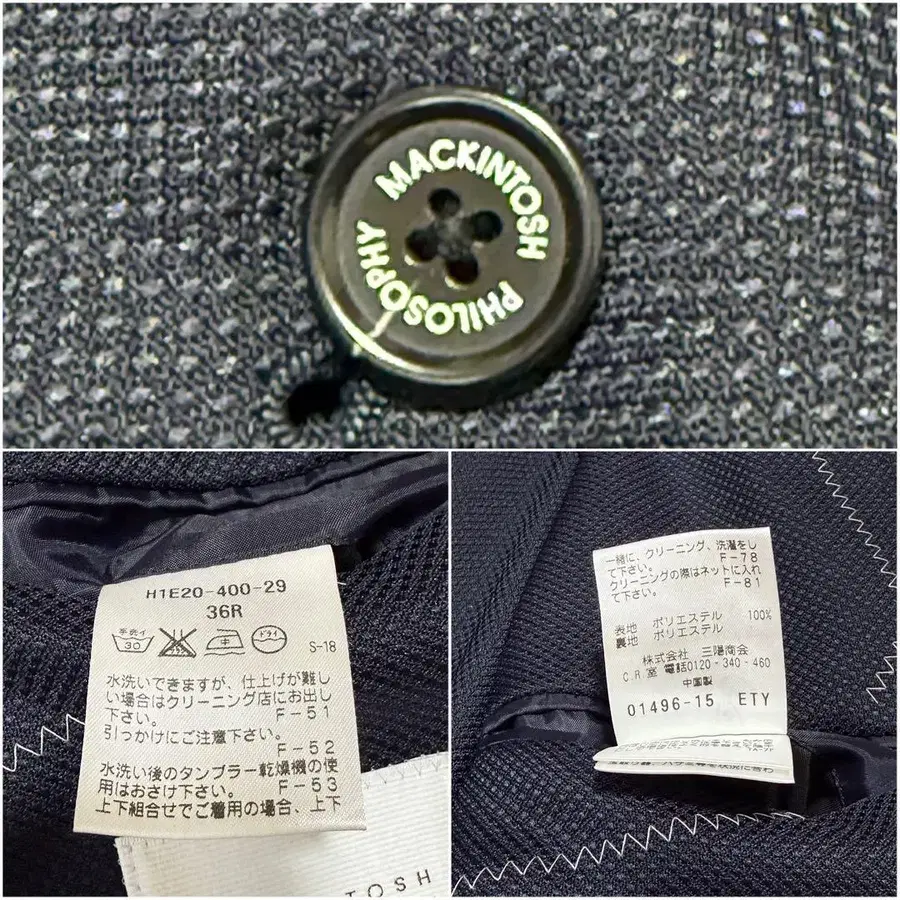 MACKINTOSH
PHILOSOPHY
H1E20-400-29
36R
手洗イ
30
中
ドライ
S-18
水洗いできますが、仕上げが難し
い場合はクリーニング店にお出し
下さい。
F-51
引っかけにご注意下さい。
F-52
水洗い後のタンブラー乾燥機の使
用はおさけ下さい。
F-53
上下組合せでご着用の場合、上下
TOSH
一緒に、クリーニング、洗濯をし
て下さい。
F-78
クリーニングの際はネットに入れ
て下さい。
F-81
表地 ポリエステル 100%
裏地 ポリエステル
株式会社 三陽商会
C.R.室 電話0120-340-460
中国製
01496-15 ETY